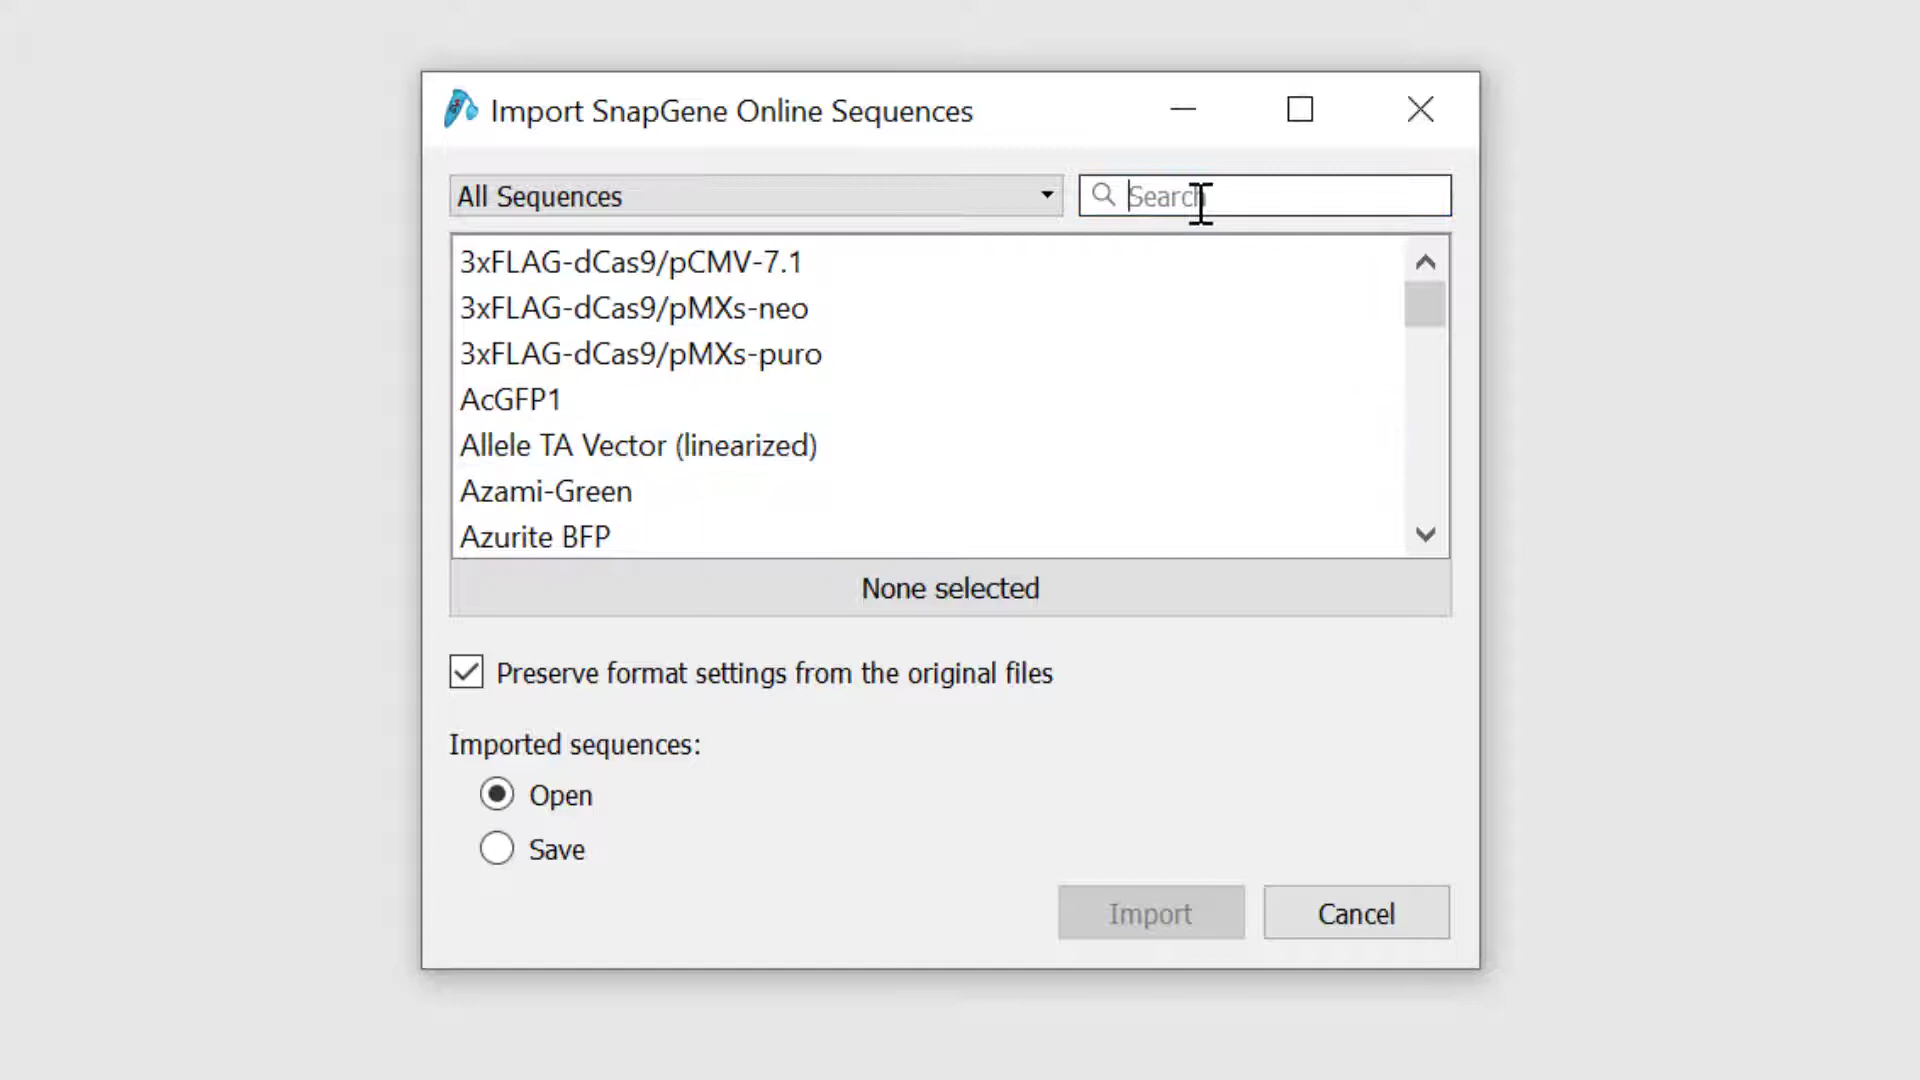 Import SnapGene Online Sequences
All Sequences
Search
3xFLAG-dCas9/pCMV-7.1
3xFLAG-dCas9/pMXs-neo
3xFLAG-dCas9/pMXs-puro
AcGFP1
Allele TA Vector (linearized)
Azami-Green
Azurite BFP
None selected
Preserve format settings from the original files
Imported sequences:
Open
Save
Import
Cancel